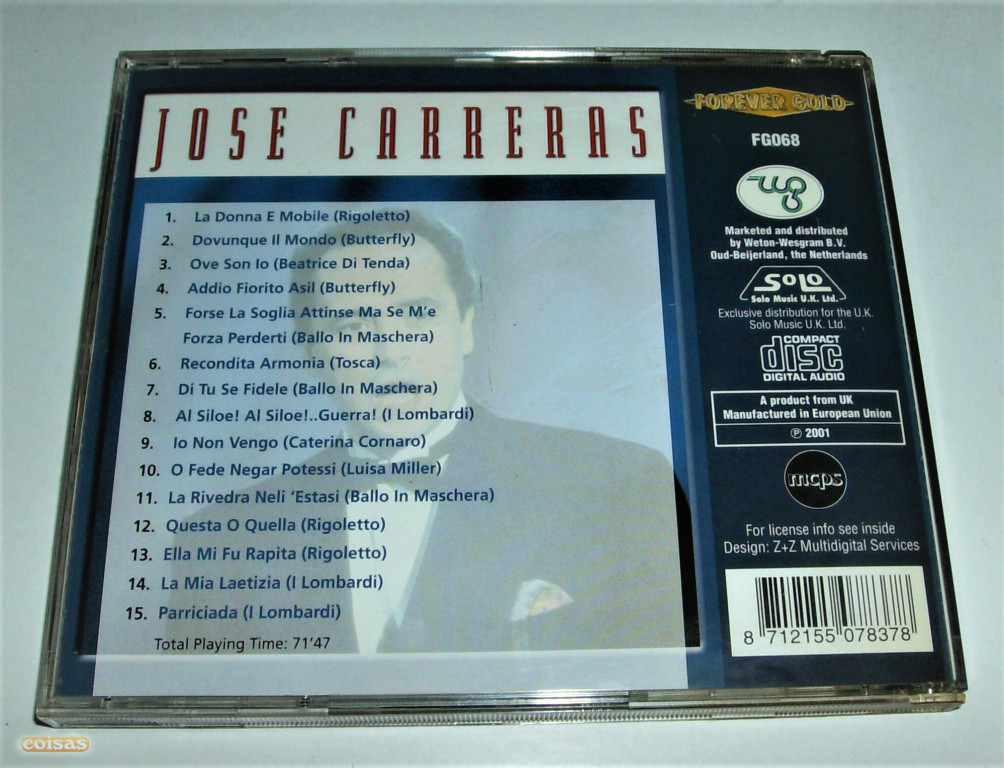 JOSE CARRERAS
1. La Donna E Mobile (Rigoletto)
2. Dovunque Il Mondo (Butterfly)
3. Ove Son Io (Beatrice Di Tenda)
4. Addio Fiorito Asil (Butterfly)
5. Forse La Soglia Attinse Ma Se M'e
Forza Perderti (Ballo In Maschera)
6. Recondita Armonia (Tosca)
7. Di Tu Se Fidele (Ballo In Maschera)
8. Al Siloe! Al Siloe!..Guerra! (I Lombardi)
9. Io Non Vengo (Caterina Cornaro)
10. O Fede Negar Potessi (Luisa Miller)
11. La Rivedra Neli 'Estasi (Ballo In Maschera)
12. Questa O Quella (Rigoletto)
13. Ella Mi Fu Rapita (Rigoletto)
14. La Mia Laetizia (I Lombardi)
15. Parriciada (I Lombardi)
Total Playing Time: 71'47
FOREVER GOLD
FG068
wg
Marketed and distributed
by Weton-Wesgram B.V.
Oud-Beijerland, the Netherlands
SOLO
Solo Music U.K. Ltd.
Exclusive distribution for the U.K.
Solo Music U.K. Ltd.
COMPACT
disc
DIGITAL AUDIO
A product from UK
Manufactured in European Union
℗ 2001
mcps
For license info see inside
Design: Z+Z Multidigital Services
8 712155 078378
coisas